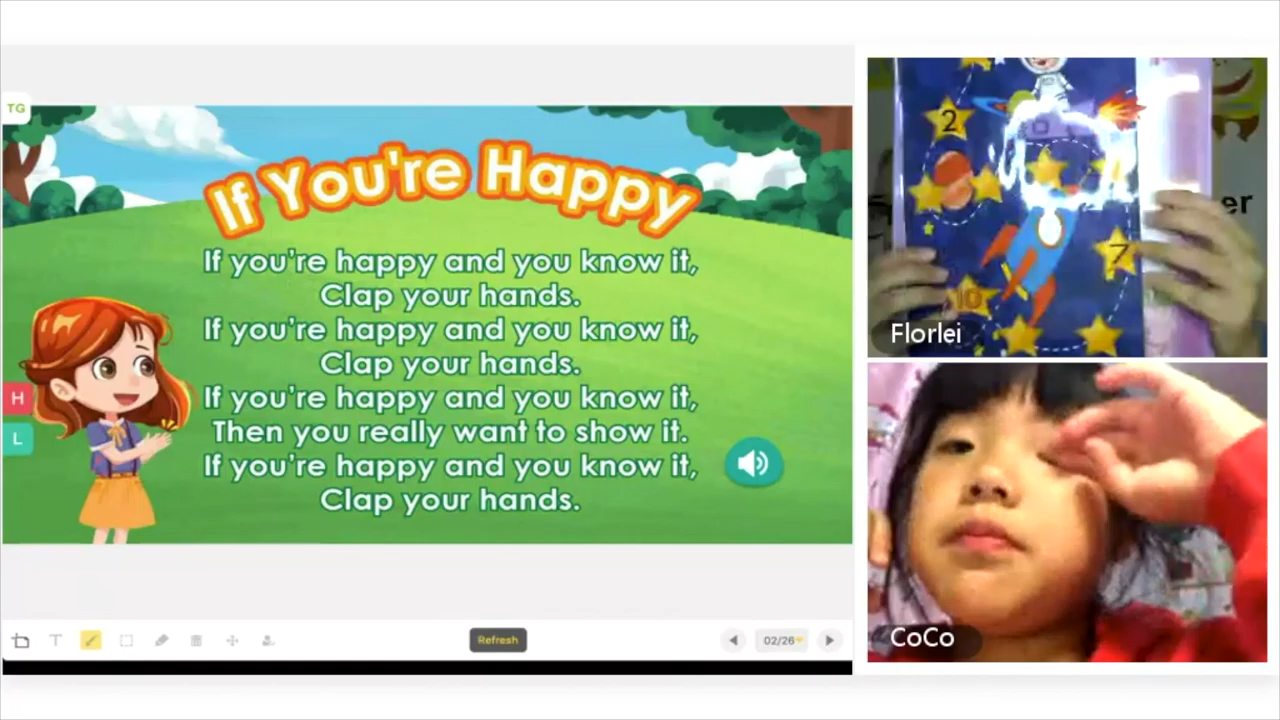 TG
If You're Happy
If you're happy and you know it,
Clap your hands.
If you're happy and you know it,
Clap your hands.
If you're happy and you know it,
Then you really want to show it.
If you're happy and you know it,
Clap your hands.
H
L
T
Refresh
02/26
2
7
10
er
Florlei
CoCo